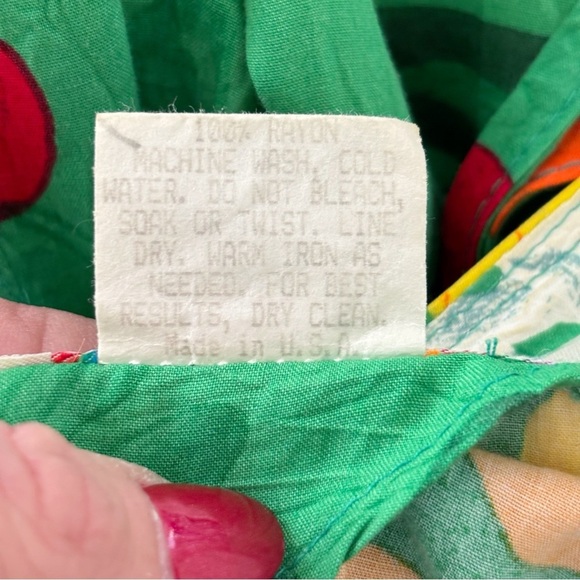 100% RAYON
MACHINE WASH. COLD
WATER. DO NOT BLEACH,
SOAK OR TWIST. LINE
DRY. WARM IRON AS
NEEDED. FOR BEST
RESULTS, DRY CLEAN.
Made in U.S.A.